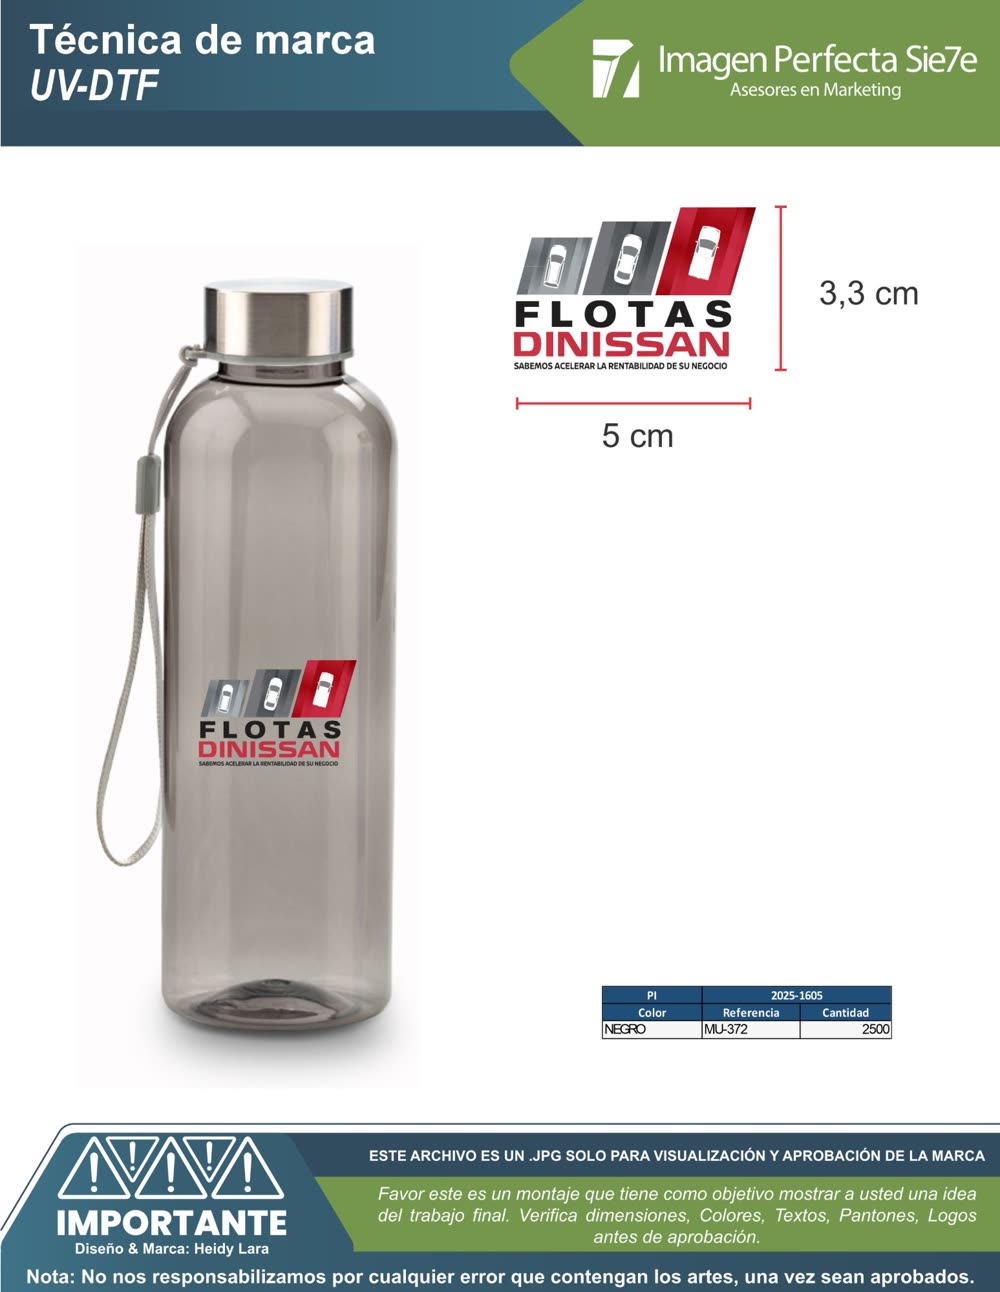 Técnica de marca
UV-DTF
Imagen Perfecta Sie7e
Asesores en Marketing
FLOTAS
DINISSAN
SABEMOS ACELERAR LA RENTABILIDAD DE SU NEGOCIO
3,3 cm
5 cm
FLOTAS
DINISSAN
SABEMOS ACELERAR LA RENTABILIDAD DE SU NEGOCIO
PI 2025-1605
Color Referencia Cantidad
NEGRO MU-372 2500
IMPORTANTE
Diseño & Marca: Heidy Lara
ESTE ARCHIVO ES UN .JPG SOLO PARA VISUALIZACIÓN Y APROBACIÓN DE LA MARCA
Favor este es un montaje que tiene como objetivo mostrar a usted una idea
del trabajo final. Verifica dimensiones, Colores, Textos, Pantones, Logos
antes de aprobación.
Nota: No nos responsabilizamos por cualquier error que contengan los artes, una vez sean aprobados.